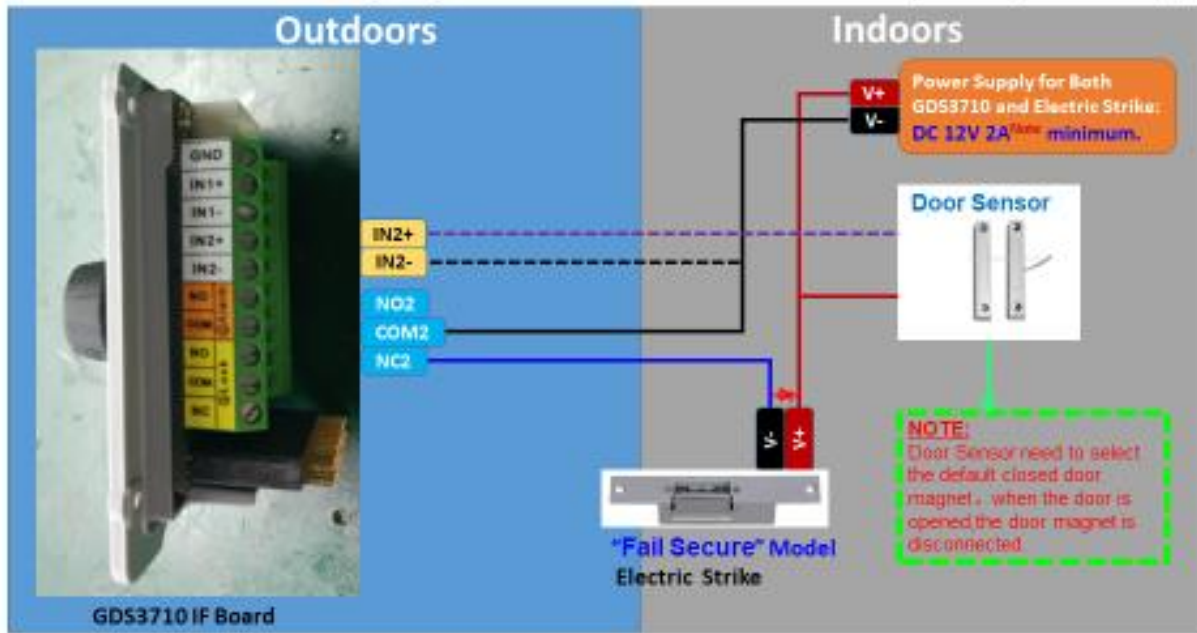 Outdoors
Indoors
GND
IN1+
IN1-
IN2+
IN2-
NO
COM
Alarm
NO
COM
NC
IN2+
IN2-
NO2
COM2
NC2
V+
V-
Power Supply for Both
GDS3710 and Electric Strike:
DC 12V 2A Note minimum.
Door Sensor
V-
V+
NOTE:
Door Sensor need to select
the default closed door
magnet，when the door is
opened,the door magnet is
disconnected
"Fail Secure" Model
Electric Strike
GDS3710 IF Board